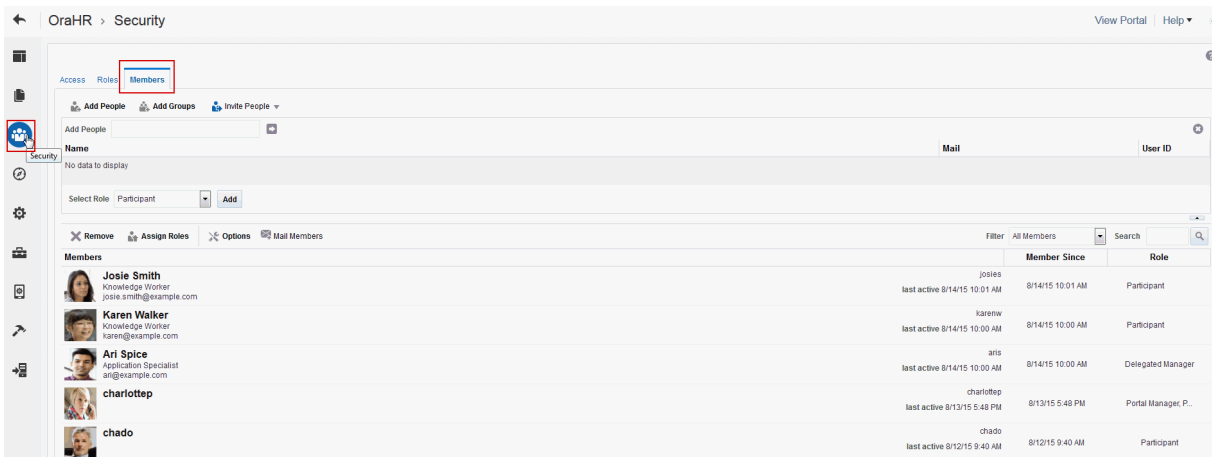 OraHR > Security
View Portal
Help
Access Roles Members
Add People Add Groups Invite People
Add People
Name Mail User ID
Security
No data to display
Select Role Participant Add
Remove Assign Roles Options Mail Members Filter All Members Search
Members Member Since Role
Josie Smith josies
Knowledge Worker 8/14/15 10:01 AM Participant
josie.smith@example.com last active 8/14/15 10:01 AM
Karen Walker karenw
Knowledge Worker 8/14/15 10:00 AM Participant
karen@example.com last active 8/14/15 10:00 AM
Ari Spice aris
Application Specialist 8/14/15 10:00 AM Delegated Manager
ari@example.com last active 8/14/15 10:00 AM
charlottep charlottep
8/13/15 5:48 PM Portal Manager, P...
last active 8/13/15 5:48 PM
chado chado
8/12/15 9:40 AM Participant
last active 8/12/15 9:40 AM